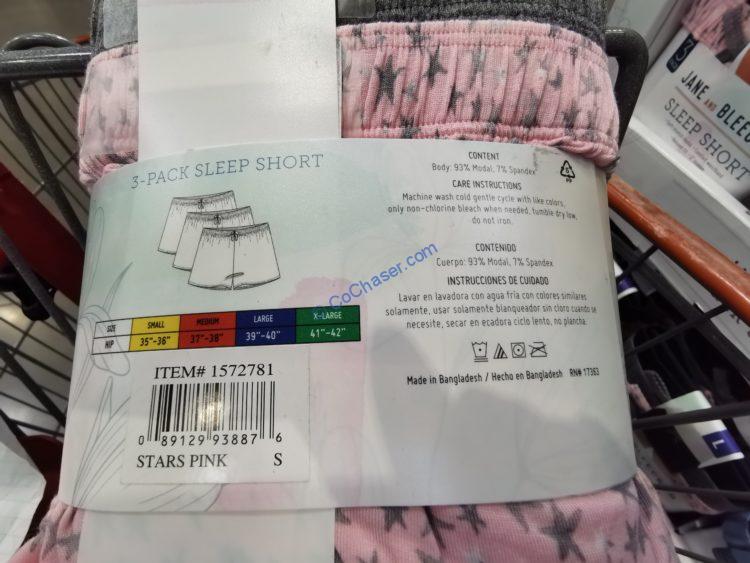 3-PACK SLEEP SHORT
CONTENT
Body: 93% Modal, 7% Spandex
CARE INSTRUCTIONS
Machine wash cold gentle cycle with like colors,
only non-chlorine bleach when needed, tumble dry low,
do not iron.
CONTENIDO
Cuerpo: 93% Modal, 7% Spandex
INSTRUCCIONES DE CUIDADO
Lavar en lavadora con agua fría con colores similares
solamente, usar solamente blanqueador sin cloro cuando se
necesite, secar en ecadora ciclo lento, no plancha.
Made in Bangladesh / Hecho en Bangladesh RN# 17363
SIZE SMALL MEDIUM LARGE X-LARGE
HIP 35"-36" 37"-38" 39"-40" 41"-42"
ITEM# 1572781
0 89129 93887 6
STARS PINK S
CoChaser.com
JANE AND BLEE
SLEEP SHORT
L